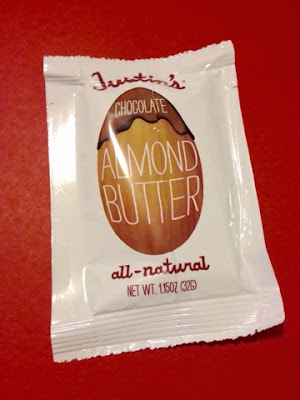 Justin's
CHOCOLATE
ALMOND
BUTTER
all-natural
NET WT. 1.15OZ (32G)